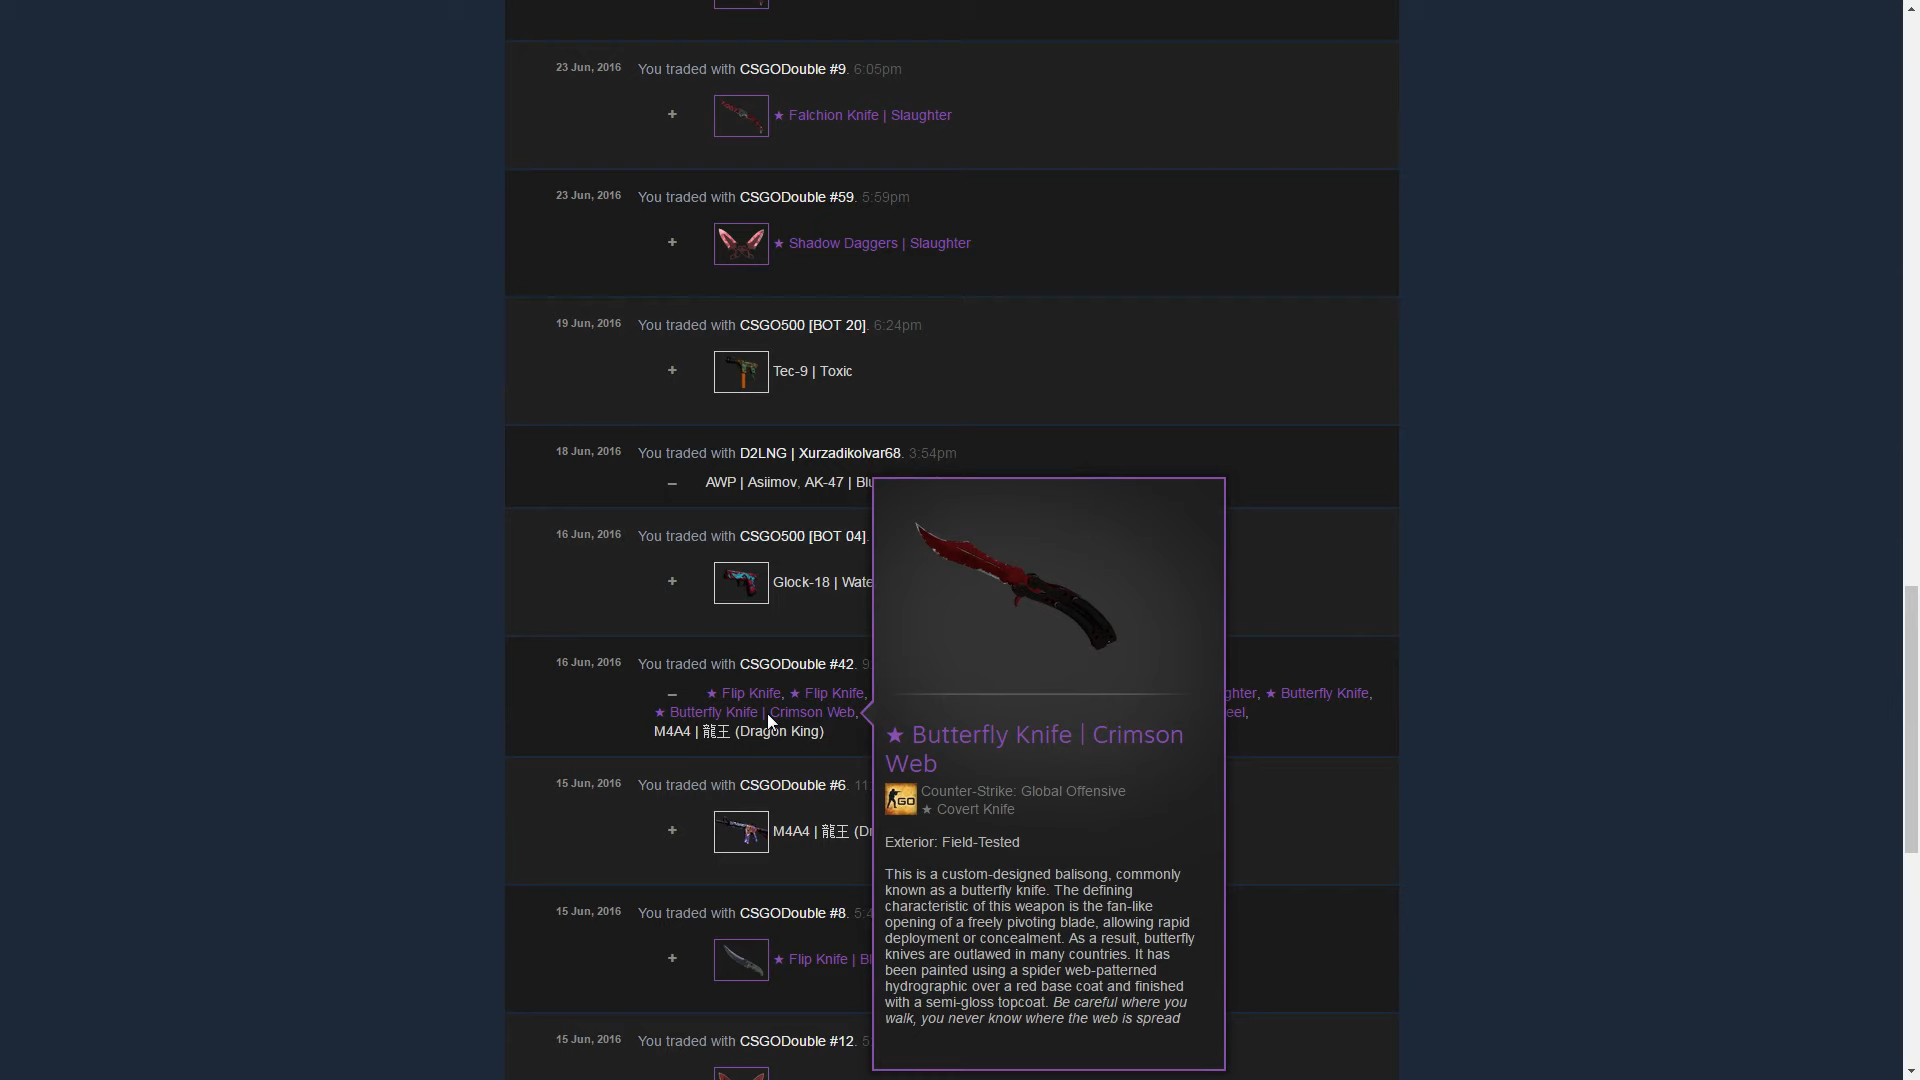 23 Jun, 2016 You traded with CSGODouble #9. 6:05pm
+ ★ Falchion Knife | Slaughter
23 Jun, 2016 You traded with CSGODouble #59. 5:59pm
+ ★ Shadow Daggers | Slaughter
19 Jun, 2016 You traded with CSGO500 [BOT 20]. 6:24pm
+ Tec-9 | Toxic
18 Jun, 2016 You traded with D2LNG | Xurzadikolvar68. 3:54pm
– AWP | Asiimov, AK-47 |
16 Jun, 2016 You traded with CSGO500 [BOT 04].
+ Glock-18 |
16 Jun, 2016 You traded with CSGODouble #42.
– ★ Flip Knife, ★ Flip Knife, ★ Butterfly Knife,
★ Butterfly Knife | Crimson Web,
M4A4 | 龍王 (Dragon King)
15 Jun, 2016 You traded with CSGODouble #6.
+ M4A4 | 龍王
15 Jun, 2016 You traded with CSGODouble #8.
+ ★ Flip Knife |
15 Jun, 2016 You traded with CSGODouble #12.
★ Butterfly Knife | Crimson
Web
GO
Counter-Strike: Global Offensive
★ Covert Knife
Exterior: Field-Tested
This is a custom-designed balisong, commonly
known as a butterfly knife. The defining
characteristic of this weapon is the fan-like
opening of a freely pivoting blade, allowing rapid
deployment or concealment. As a result, butterfly
knives are outlawed in many countries. It has
been painted using a spider web-patterned
hydrographic over a red base coat and finished
with a semi-gloss topcoat. Be careful where you
walk, you never know where the web is spread